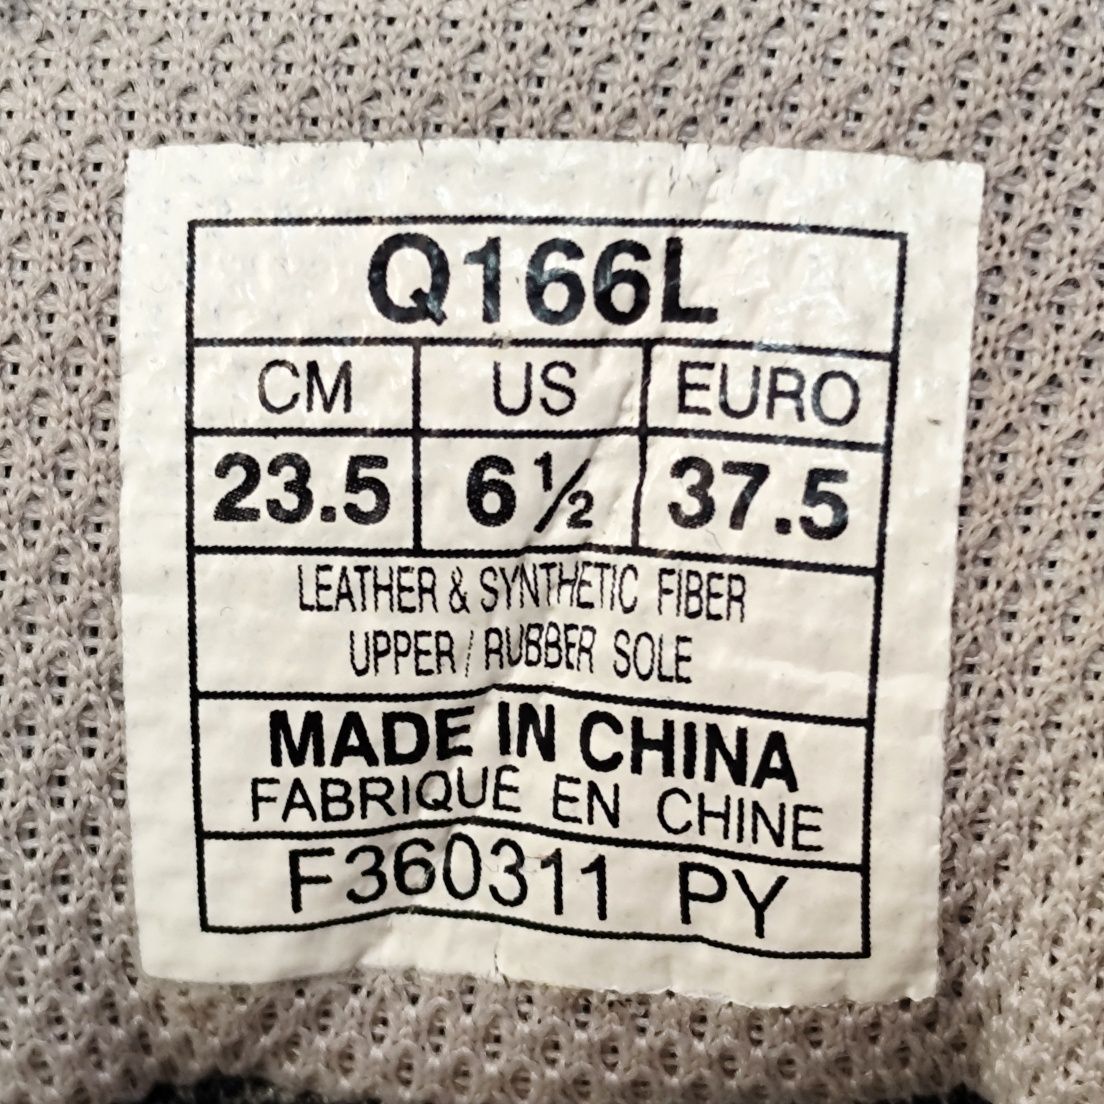 Q166L
CM US EURO
23.5 6½ 37.5
LEATHER & SYNTHETIC FIBER
UPPER / RUBBER SOLE
MADE IN CHINA
FABRIQUE EN CHINE
F360311 PY